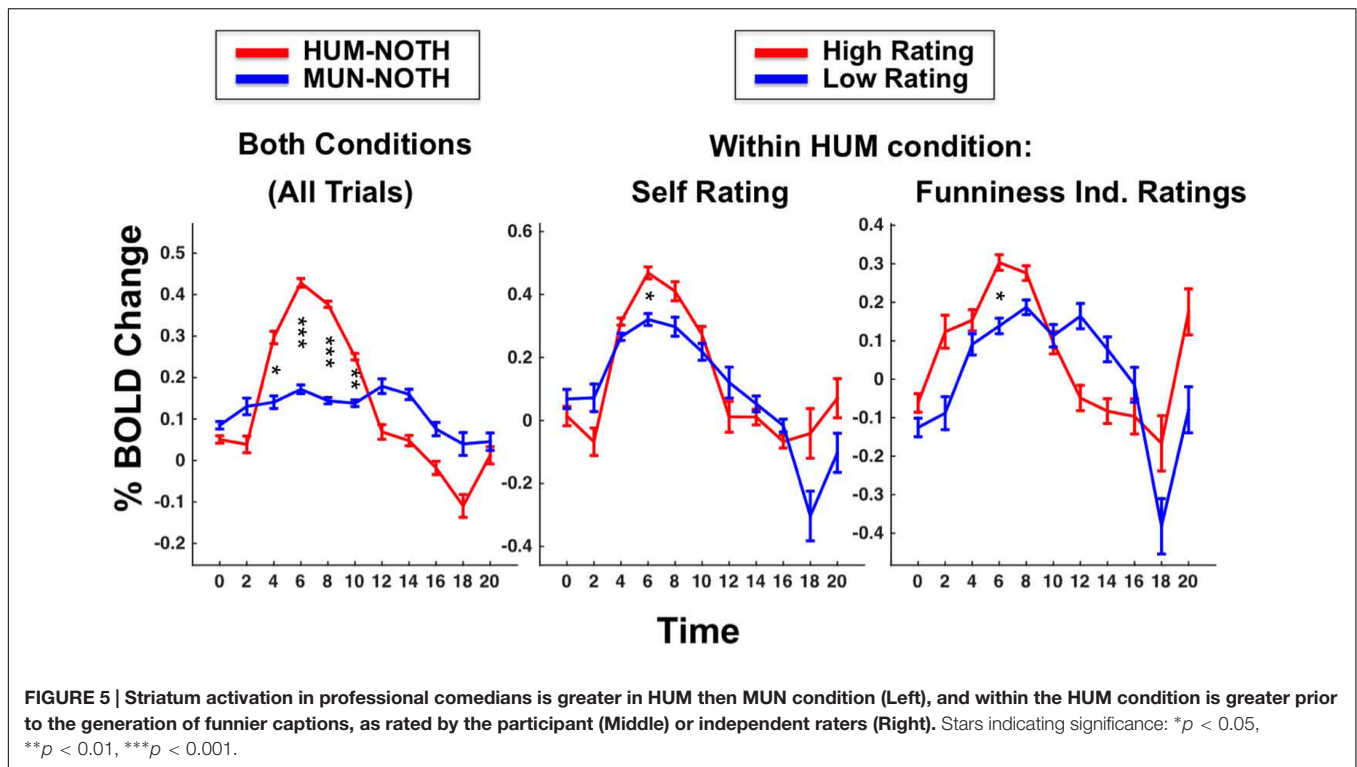 HUM-NOTH
MUN-NOTH
High Rating
Low Rating
Both Conditions
(All Trials)
Within HUM condition:
Self Rating
Funniness Ind. Ratings
% BOLD Change
0.5
0.4
0.3
0.2
0.1
0
-0.1
-0.2
*
***
***
**
0 2 4 6 8 10 12 14 16 18 20
0.6
0.4
0.2
0
-0.2
-0.4
*
0 2 4 6 8 10 12 14 16 18 20
0.4
0.3
0.2
0.1
0
-0.1
-0.2
-0.3
-0.4
*
0 2 4 6 8 10 12 14 16 18 20
Time
FIGURE 5 | Striatum activation in professional comedians is greater in HUM then MUN condition (Left), and within the HUM condition is greater prior
to the generation of funnier captions, as rated by the participant (Middle) or independent raters (Right). Stars indicating significance: *p < 0.05,
**p < 0.01, ***p < 0.001.